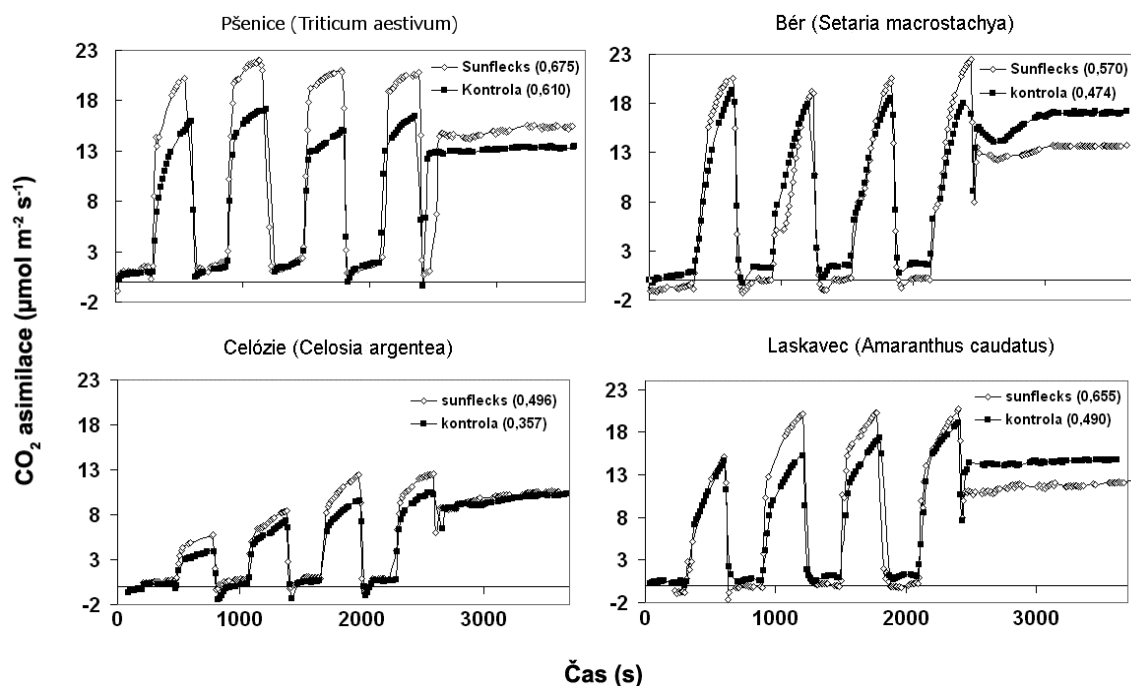 Pšenice (Triticum aestivum)
23
18
13
8
3
-2
Sunflecks (0,675)
Kontrola (0,610)
Bér (Setaria macrostachya)
23
18
13
8
3
-2
Sunflecks (0,570)
kontrola (0,474)
Celózie (Celosia argentea)
23
18
13
8
3
-2
sunflecks (0,496)
kontrola (0,357)
0 1000 2000 3000
Laskavec (Amaranthus caudatus)
23
18
13
8
3
-2
sunflecks (0,655)
kontrola (0,490)
0 1000 2000 3000
CO₂ asimilace (µmol m⁻² s⁻¹)
Čas (s)